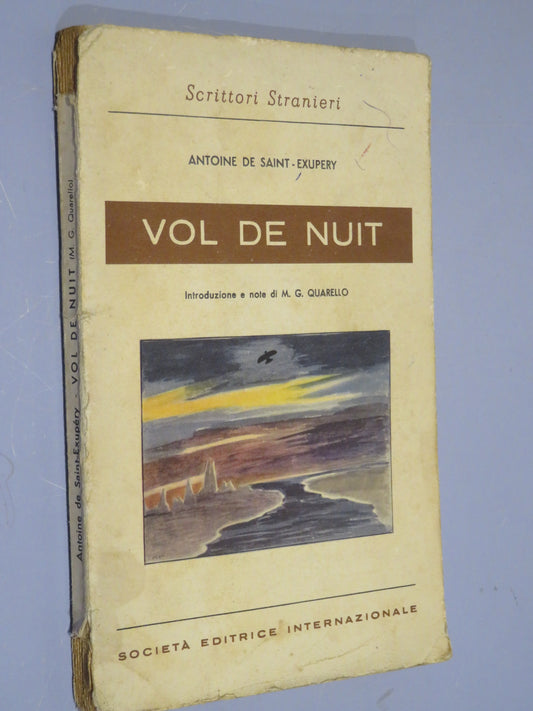 Scrittori Stranieri
ANTOINE DE SAINT-EXUPERY
VOL DE NUIT
Introduzione e note di M. G. QUARELLO
SOCIETÀ EDITRICE INTERNAZIONALE
Antoine de Saint-Exupéry - VOL DE NUIT (M. G. Quarello)